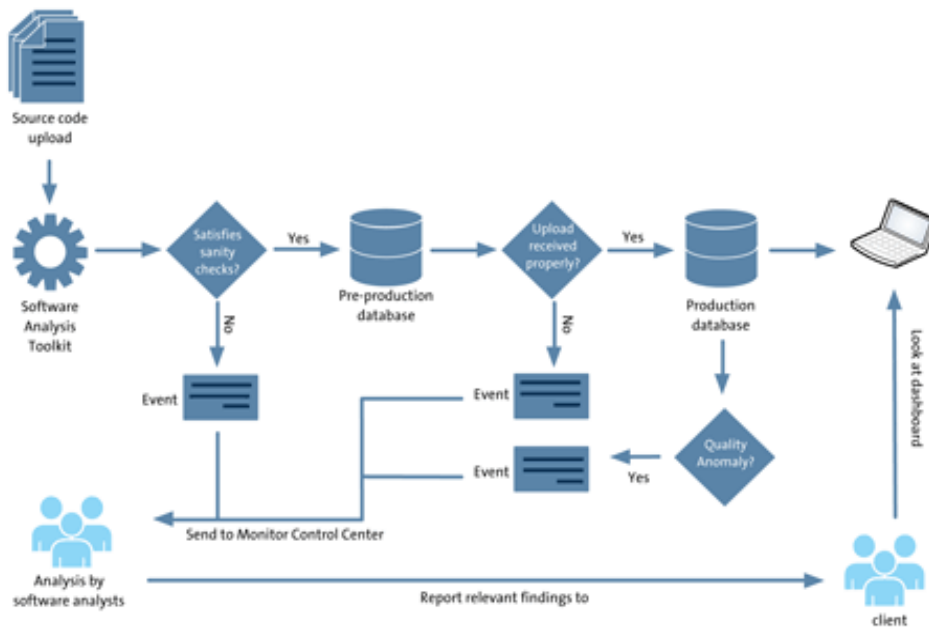 Source code
upload
Software
Analysis
Toolkit
Satisfies
sanity
checks?
Yes
No
Event
Pre-production
database
Upload
received
properly?
Yes
No
Event
Production
database
Quality
Anomaly?
Yes
Event
Look at dashboard
Send to Monitor Control Center
Analysis by
software analysts
Report relevant findings to
client